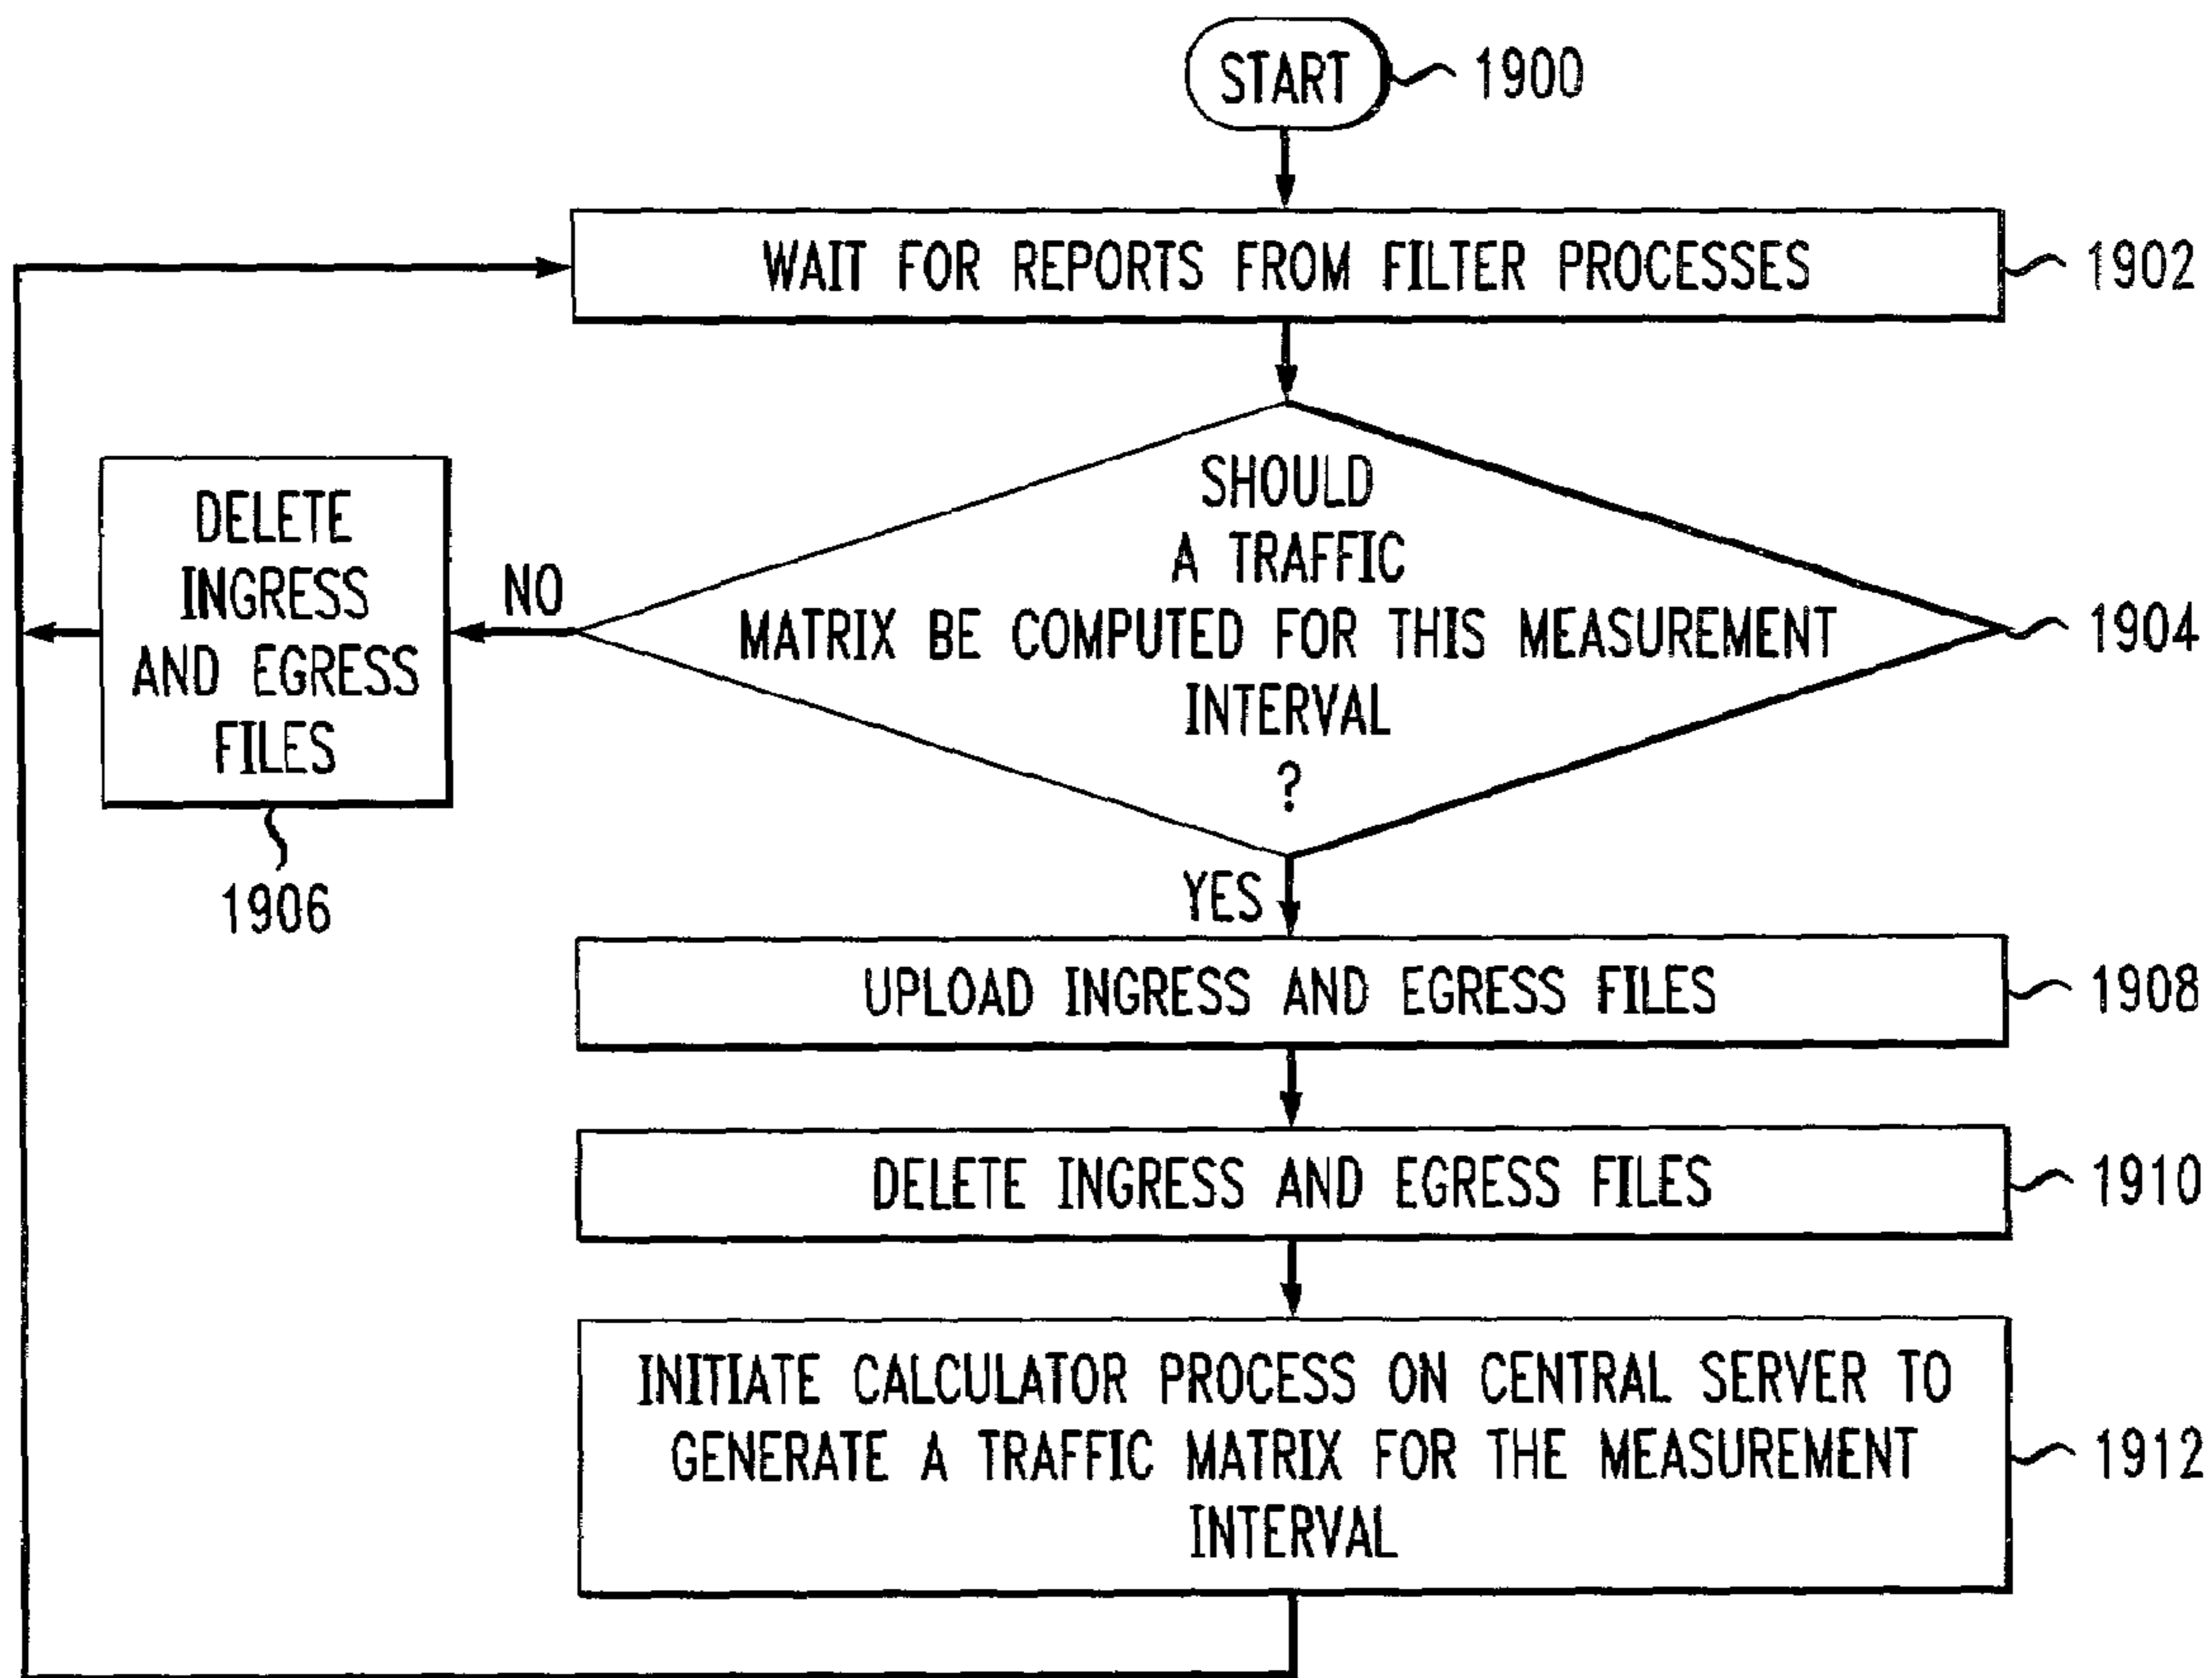 START
1900
WAIT FOR REPORTS FROM FILTER PROCESSES
1902
SHOULD
A TRAFFIC
MATRIX BE COMPUTED FOR THIS MEASUREMENT
INTERVAL
?
1904
NO
DELETE
INGRESS
AND EGRESS
FILES
1906
YES
UPLOAD INGRESS AND EGRESS FILES
1908
DELETE INGRESS AND EGRESS FILES
1910
INITIATE CALCULATOR PROCESS ON CENTRAL SERVER TO
GENERATE A TRAFFIC MATRIX FOR THE MEASUREMENT
INTERVAL
1912